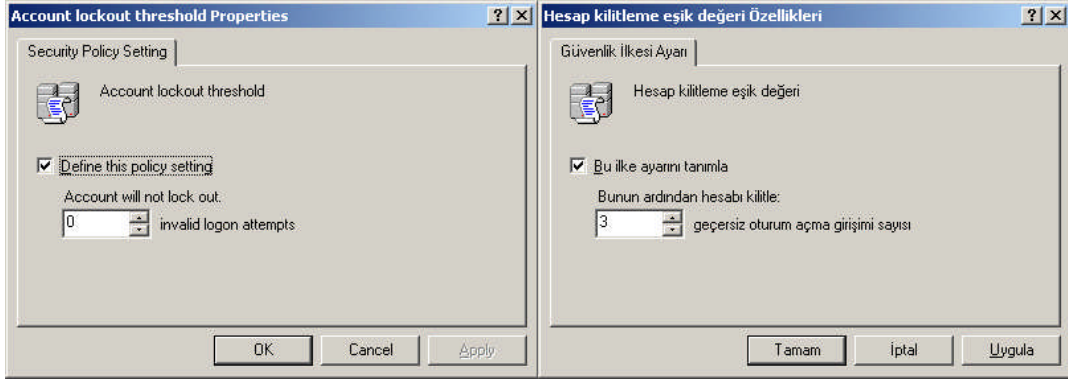 Account lockout threshold Properties
Security Policy Setting
Account lockout threshold
Define this policy setting
Account will not lock out.
0 invalid logon attempts
OK Cancel Apply
Hesap kilitleme eşik değeri Özellikleri
Güvenlik İlkesi Ayarı
Hesap kilitleme eşik değeri
Bu ilke ayarını tanımla
Bunun ardından hesabı kilitle:
3 geçersiz oturum açma girişimi sayısı
Tamam İptal Uygula